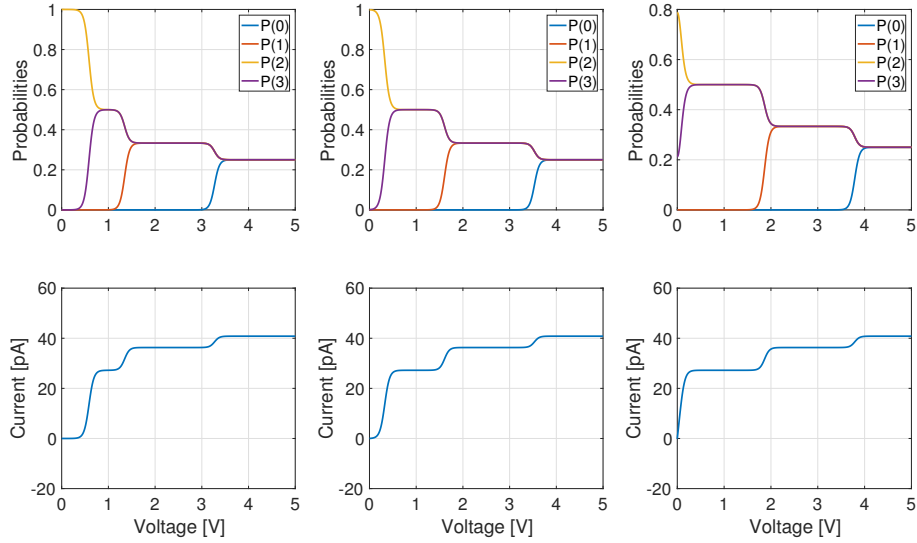 Probabilities
1
0.8
0.6
0.4
0.2
0
0 1 2 3 4 5
P(0)
P(1)
P(2)
P(3)
Probabilities
1
0.8
0.6
0.4
0.2
0
0 1 2 3 4 5
P(0)
P(1)
P(2)
P(3)
Probabilities
0.8
0.6
0.4
0.2
0
0 1 2 3 4 5
P(0)
P(1)
P(2)
P(3)
Current [pA]
60
40
20
0
-20
0 1 2 3 4 5
Voltage [V]
Current [pA]
60
40
20
0
-20
0 1 2 3 4 5
Voltage [V]
Current [pA]
60
40
20
0
-20
0 1 2 3 4 5
Voltage [V]